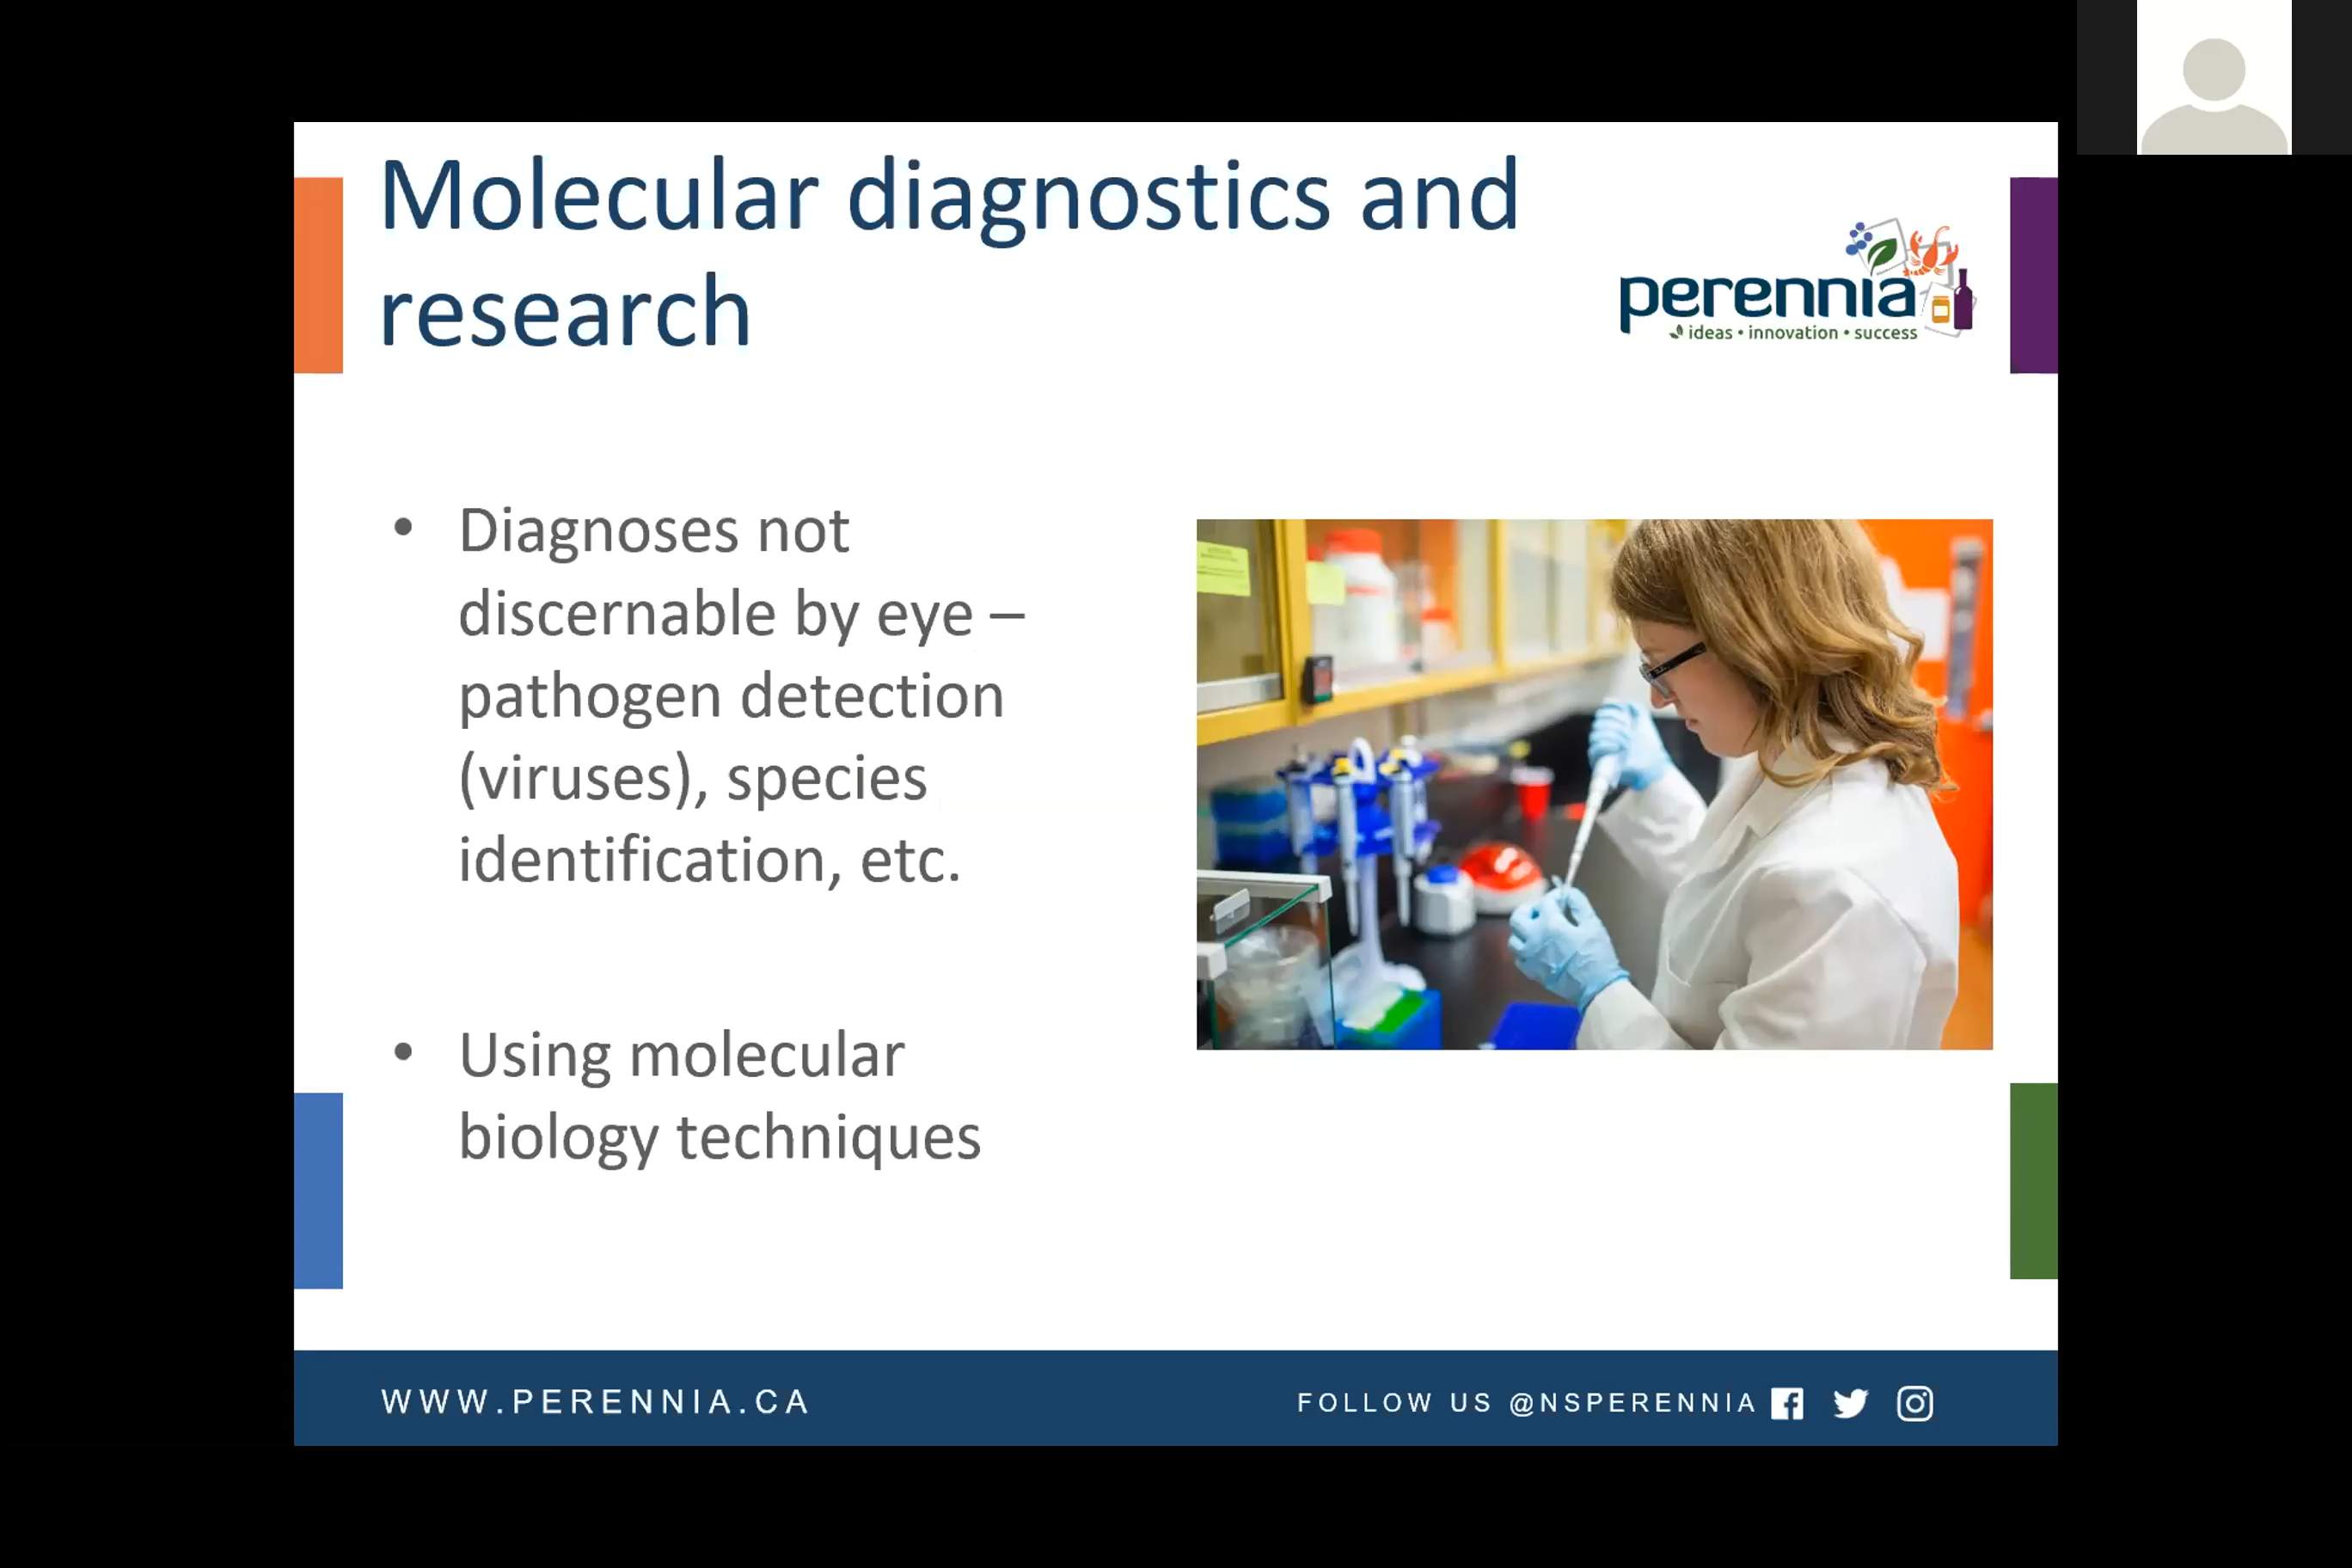 Molecular diagnostics and
research
perennia
ideas • innovation • success
• Diagnoses not
discernable by eye –
pathogen detection
(viruses), species
identification, etc.
• Using molecular
biology techniques
WWW.PERENNIA.CA
FOLLOW US @NSPERENNIA